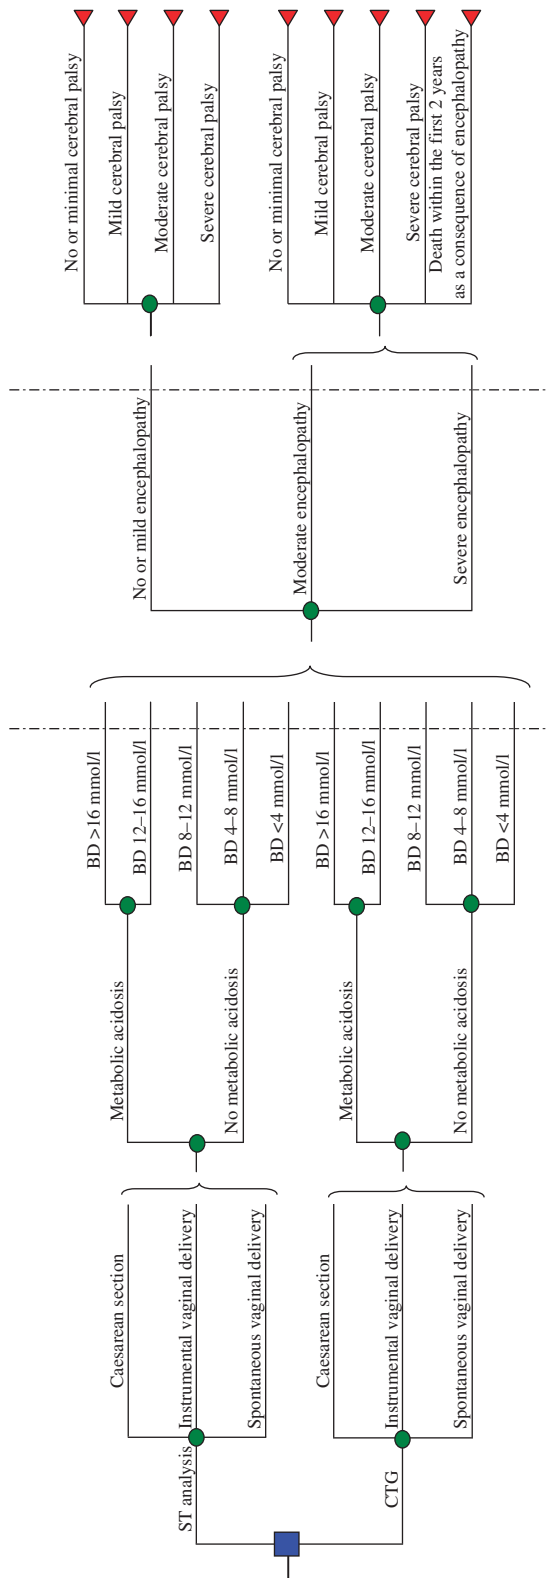 ST analysis
CTG
Caesarean section
Instrumental vaginal delivery
Spontaneous vaginal delivery
Caesarean section
Instrumental vaginal delivery
Spontaneous vaginal delivery
Metabolic acidosis
No metabolic acidosis
Metabolic acidosis
No metabolic acidosis
BD >16 mmol/l
BD 12–16 mmol/l
BD 8–12 mmol/l
BD 4–8 mmol/l
BD <4 mmol/l
BD >16 mmol/l
BD 12–16 mmol/l
BD 8–12 mmol/l
BD 4–8 mmol/l
BD <4 mmol/l
No or mild encephalopathy
Moderate encephalopathy
Severe encephalopathy
No or minimal cerebral palsy
Mild cerebral palsy
Moderate cerebral palsy
Severe cerebral palsy
No or minimal cerebral palsy
Mild cerebral palsy
Moderate cerebral palsy
Severe cerebral palsy
Death within the first 2 years
as a consequence of encephalopathy